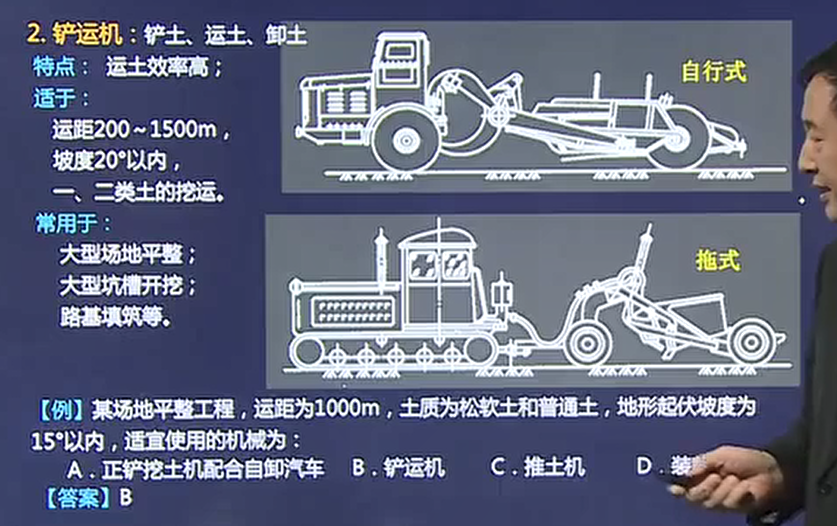 2. 铲运机：铲土、运土、卸土
特点： 运土效率高；
适于：
运距200～1500m，
坡度20°以内，
一、二类土的挖运。
常用于：
大型场地平整；
大型坑槽开挖；
路基填筑等。
自行式
拖式
【例】某场地平整工程，运距为1000m，土质为松软土和普通土，地形起伏坡度为
15°以内，适宜使用的机械为：
A．正铲挖土机配合自卸汽车 B．铲运机 C．推土机 D．装
【答案】B